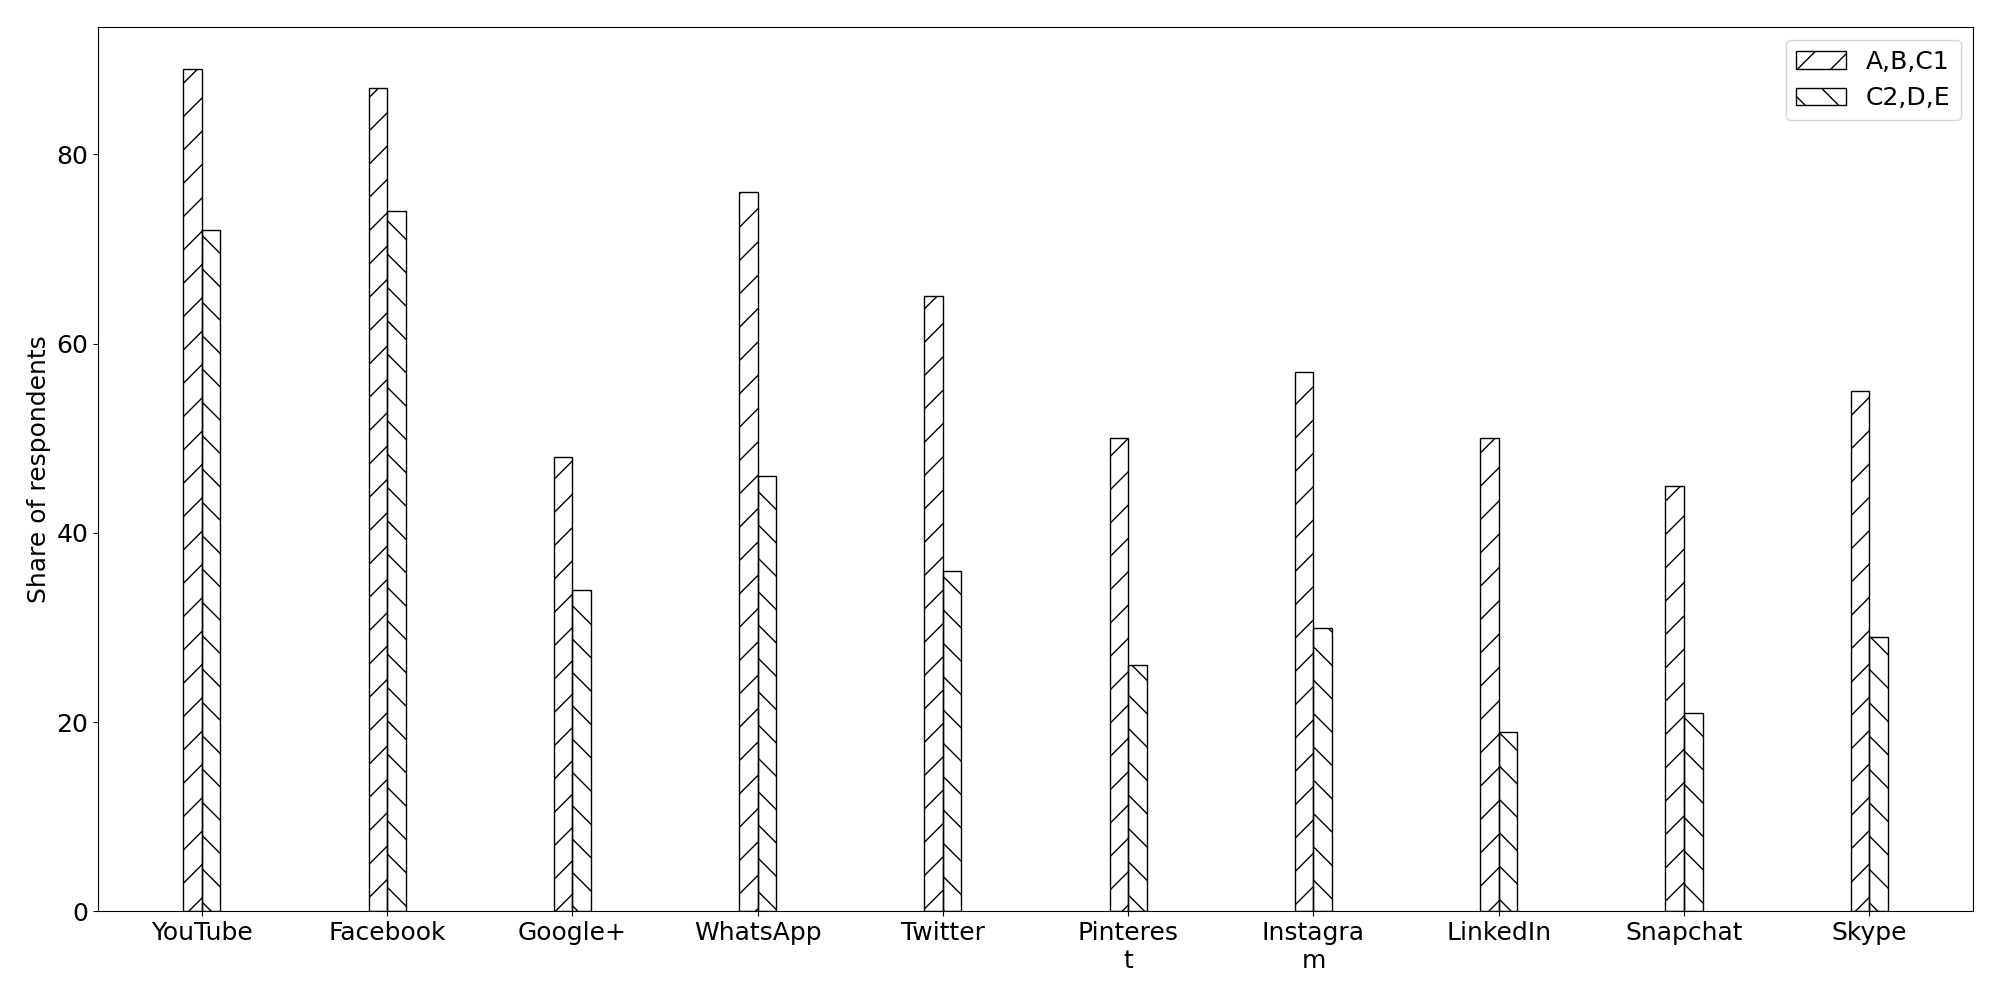 A,B,C1
C2,D,E
Share of respondents
80
60
40
20
0
YouTube Facebook Google+ WhatsApp Twitter Pinteres Instagra LinkedIn Snapchat Skype
t m